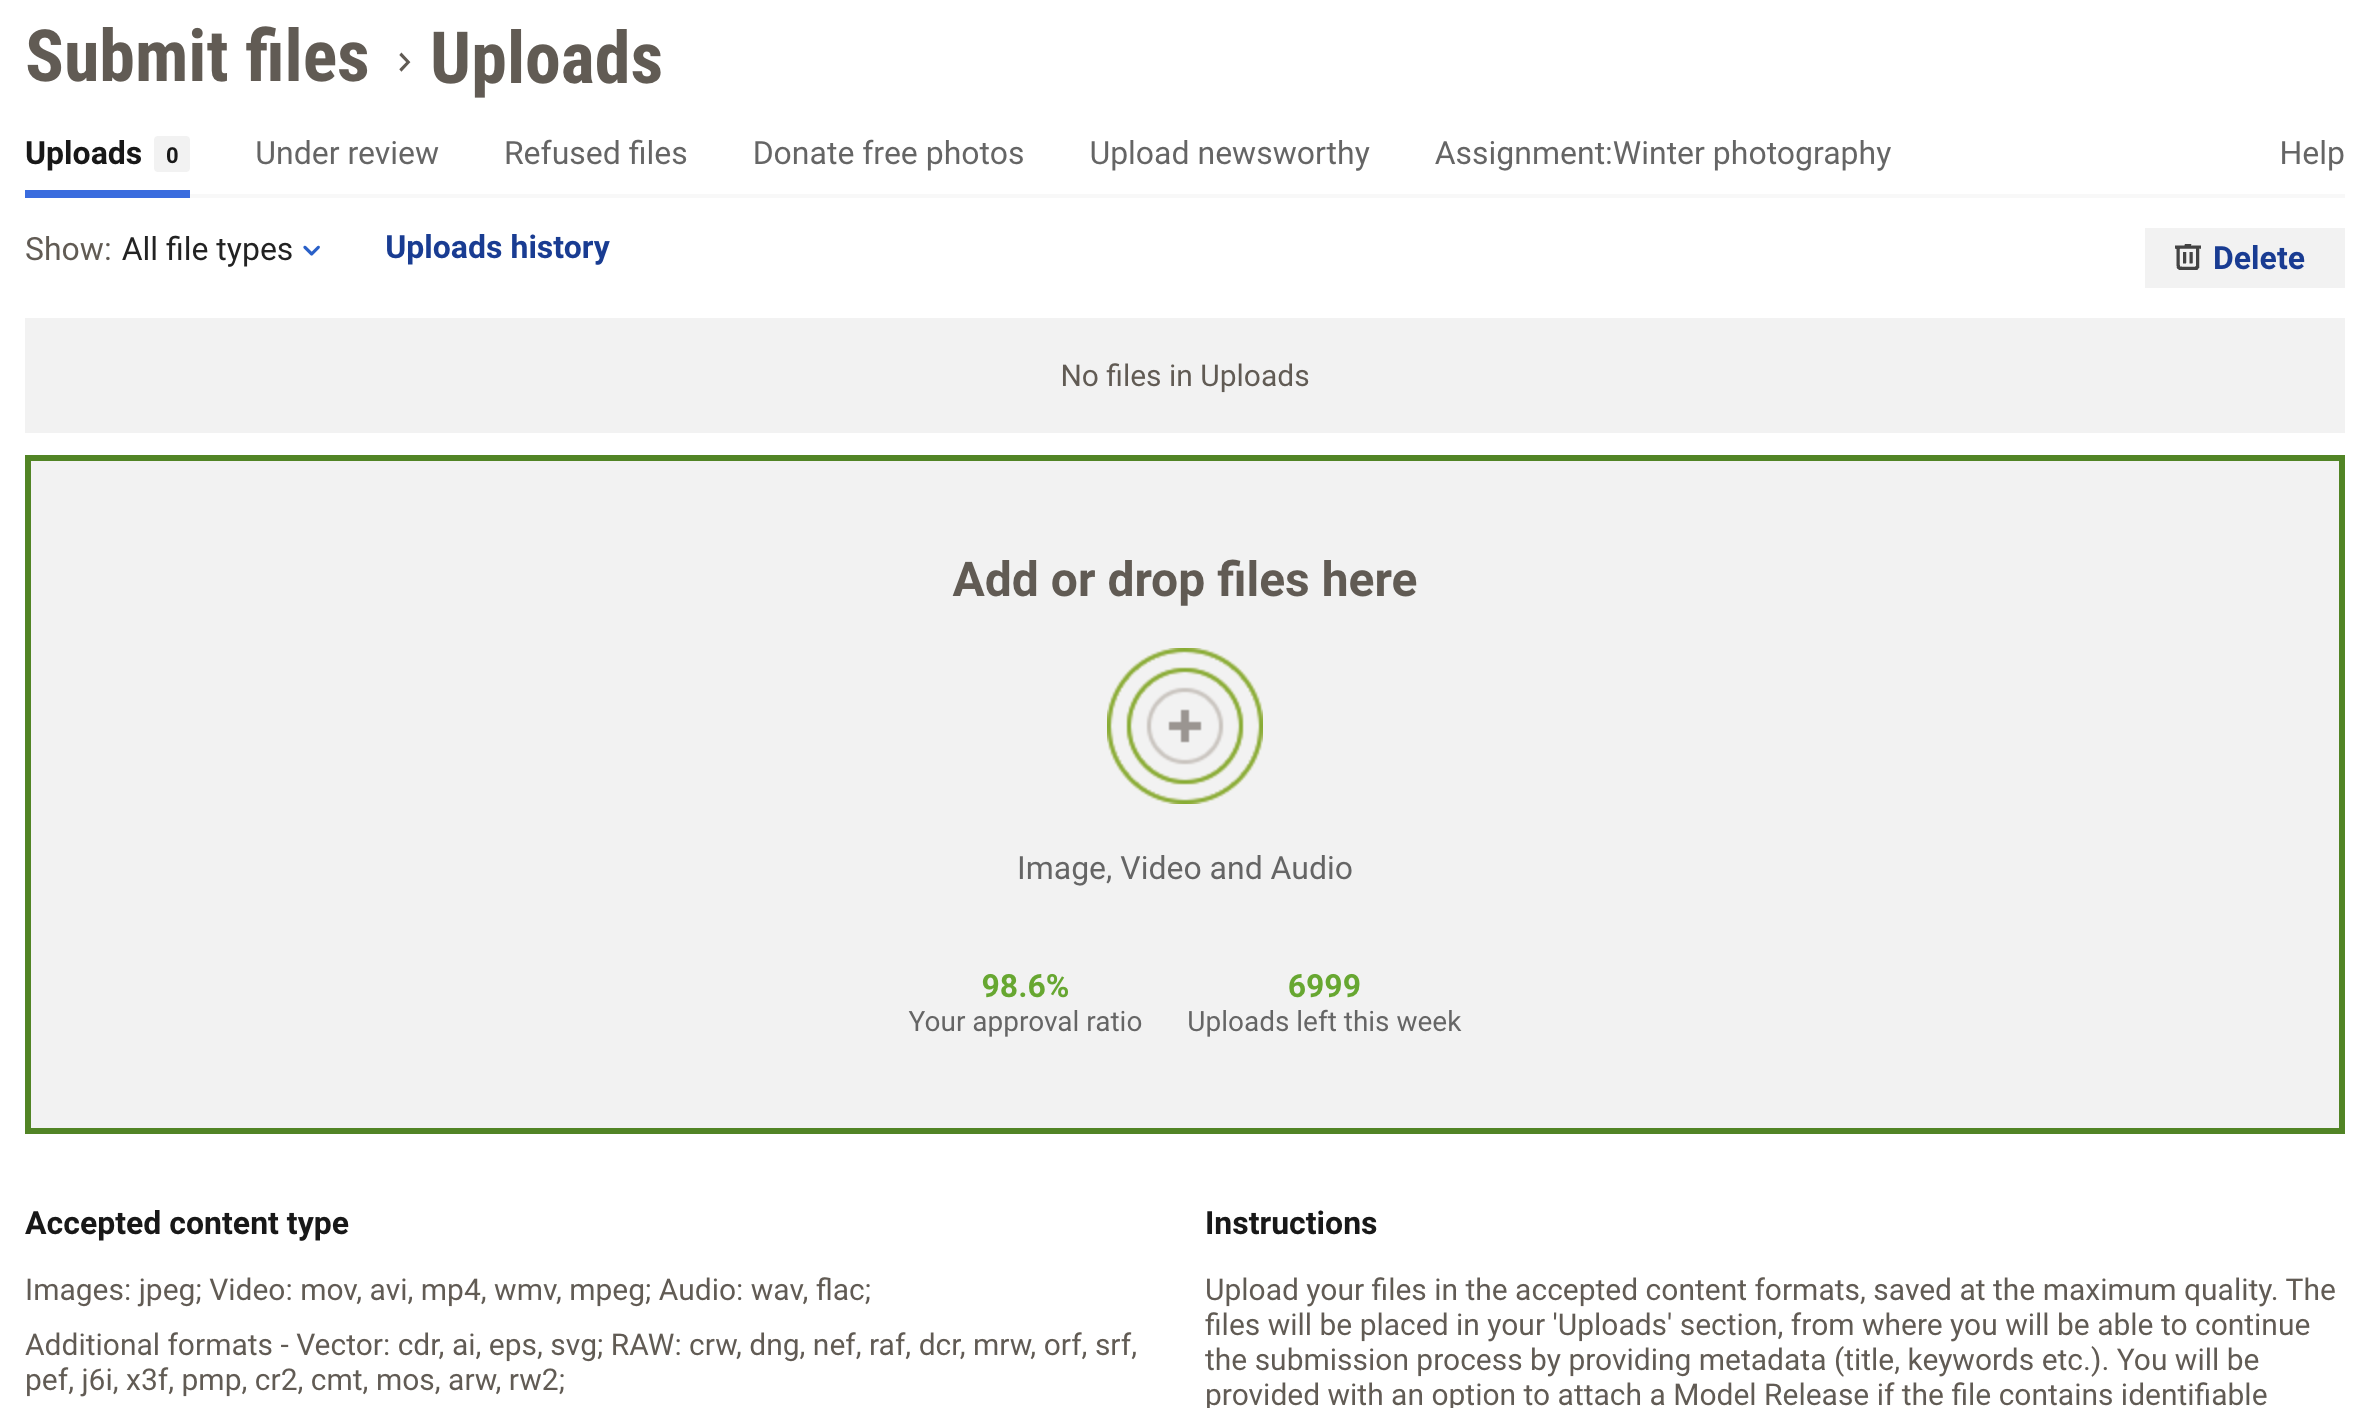 Submit files › Uploads
Uploads 0 Under review Refused files Donate free photos Upload newsworthy Assignment:Winter photography Help
Show: All file types Uploads history Delete
No files in Uploads
Add or drop files here
Image, Video and Audio
98.6% 6999
Your approval ratio Uploads left this week
Accepted content type
Images: jpeg; Video: mov, avi, mp4, wmv, mpeg; Audio: wav, flac;
Additional formats - Vector: cdr, ai, eps, svg; RAW: crw, dng, nef, raf, dcr, mrw, orf, srf,
pef, j6i, x3f, pmp, cr2, cmt, mos, arw, rw2;
Instructions
Upload your files in the accepted content formats, saved at the maximum quality. The
files will be placed in your 'Uploads' section, from where you will be able to continue
the submission process by providing metadata (title, keywords etc.). You will be
provided with an option to attach a Model Release if the file contains identifiable